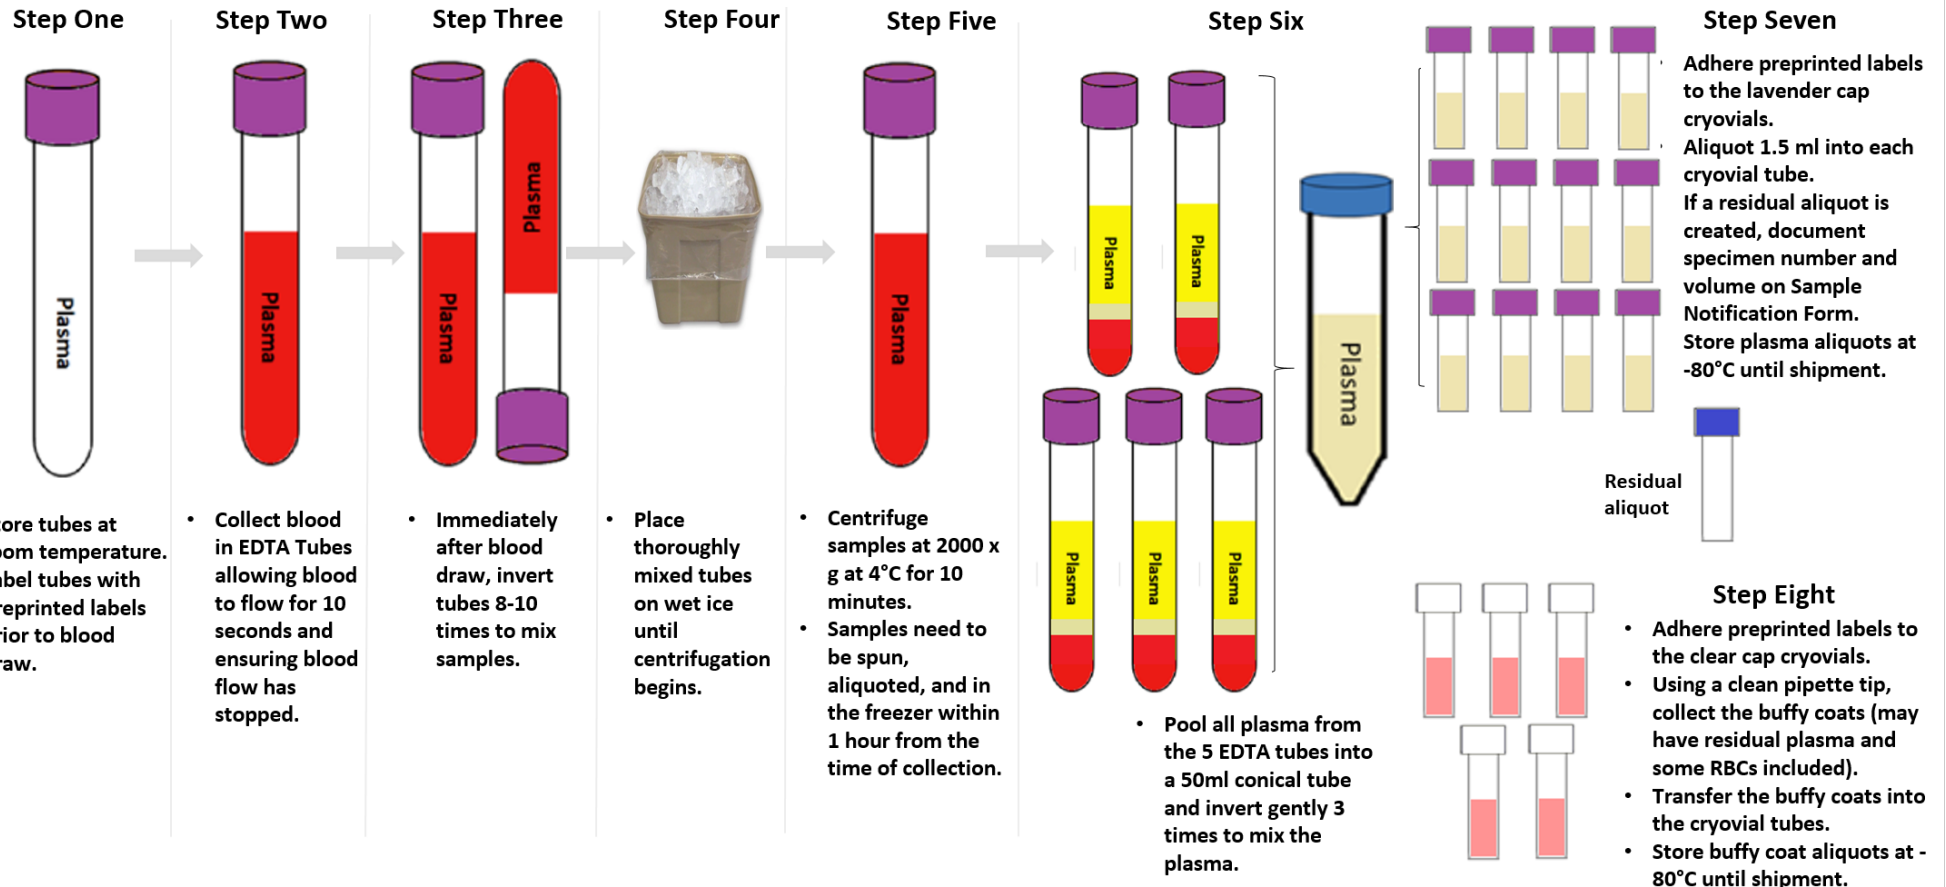 Step One
Plasma
ore tubes at
om temperature.
bel tubes with
reprinted labels
ior to blood
raw.
Step Two
Plasma
• Collect blood
in EDTA Tubes
allowing blood
to flow for 10
seconds and
ensuring blood
flow has
stopped.
Step Three
Plasma
Plasma
• Immediately
after blood
draw, invert
tubes 8-10
times to mix
samples.
Step Four
• Place
thoroughly
mixed tubes
on wet ice
until
centrifugation
begins.
Step Five
Plasma
• Centrifuge
samples at 2000 x
g at 4°C for 10
minutes.
• Samples need to
be spun,
aliquoted, and in
the freezer within
1 hour from the
time of collection.
Step Six
Plasma
Plasma
Plasma
Plasma
Plasma
Plasma
• Pool all plasma from
the 5 EDTA tubes into
a 50ml conical tube
and invert gently 3
times to mix the
plasma.
Step Seven
Adhere preprinted labels
to the lavender cap
cryovials.
Aliquot 1.5 ml into each
cryovial tube.
If a residual aliquot is
created, document
specimen number and
volume on Sample
Notification Form.
Store plasma aliquots at
-80°C until shipment.
Residual
aliquot
Step Eight
• Adhere preprinted labels to
the clear cap cryovials.
• Using a clean pipette tip,
collect the buffy coats (may
have residual plasma and
some RBCs included).
• Transfer the buffy coats into
the cryovial tubes.
• Store buffy coat aliquots at -
80°C until shipment.